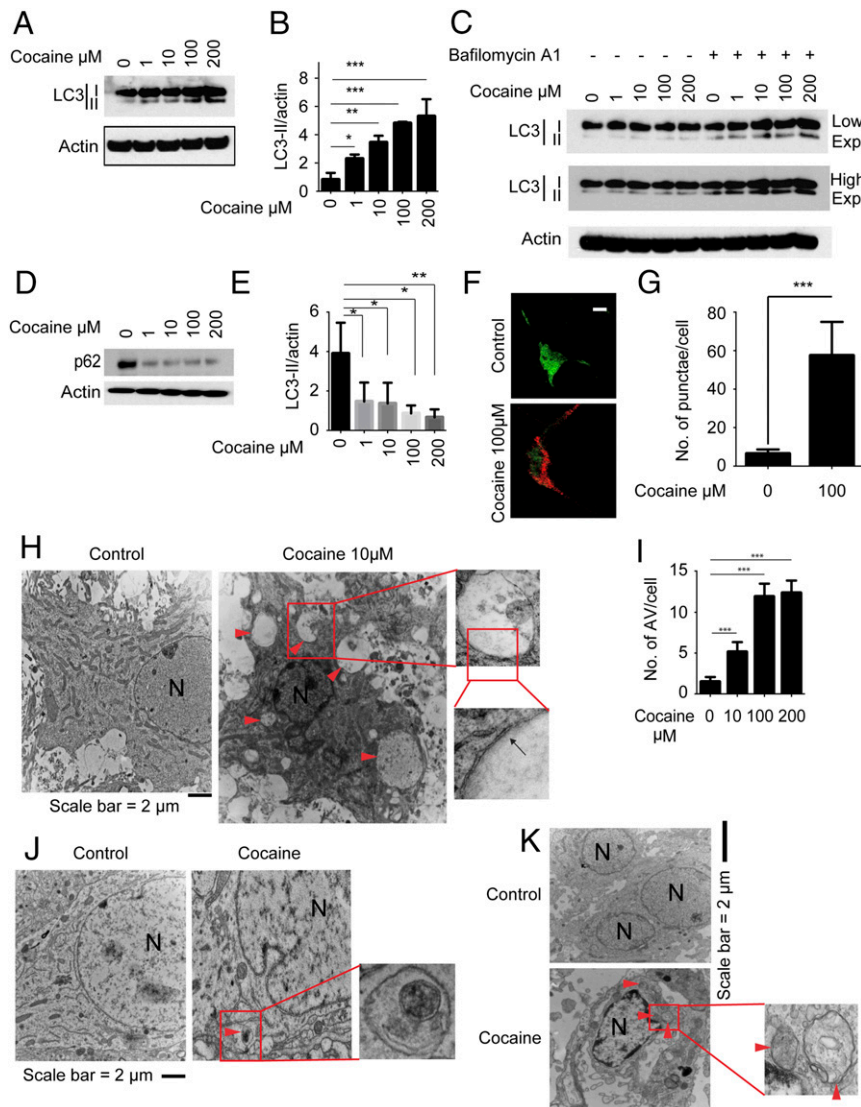 A
Cocaine µM
0 1 10 100 200
LC3 I
II
Actin
B
***
***
**
*
LC3-II/actin
8
6
4
2
0
Cocaine µM
0 1 10 100 200
C
Bafilomycin A1 - - - - - + + + + +
Cocaine µM
0 1 10 100 200 0 1 10 100 200
LC3 I
II
Low
Exp
LC3 I
II
High
Exp
Actin
D
Cocaine µM
0 1 10 100 200
p62
Actin
E
**
*
*
*
LC3-II/actin
6
4
2
0
Cocaine µM
0 1 10 100 200
F
Control
Cocaine 100µM
G
***
No. of punctae/cell
80
60
40
20
0
Cocaine µM
0 100
H
Control
Cocaine 10µM
N
N
Scale bar = 2 µm
I
***
***
***
No. of AV/cell
15
10
5
0
Cocaine
µM
0 10 100 200
J
Control
Cocaine
N
N
Scale bar = 2 µm
K
Control
N
N
N
Cocaine
N
Scale bar = 2 µm